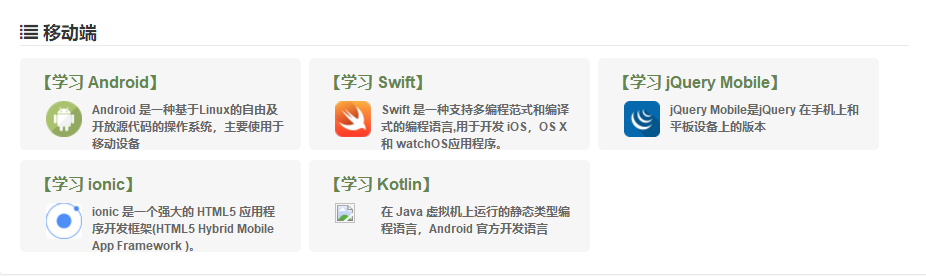 移动端
【学习 Android】
Android 是一种基于Linux的自由及
开放源代码的操作系统，主要使用于
移动设备
【学习 Swift】
Swift 是一种支持多编程范式和编译
式的编程语言,用于开发 iOS，OS X
和 watchOS应用程序。
【学习 jQuery Mobile】
jQuery Mobile是jQuery 在手机上和
平板设备上的版本
【学习 ionic】
ionic 是一个强大的 HTML5 应用程
序开发框架(HTML5 Hybrid Mobile
App Framework )。
【学习 Kotlin】
在 Java 虚拟机上运行的静态类型编
程语言，Android 官方开发语言